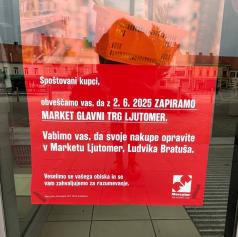 Spoštovani kupci,
obveščamo vas, da z 2. 6. 2025 ZAPIRAMO
MARKET GLAVNI TRG LJUTOMER.
Vabimo vas, da svoje nakupe opravite
v Marketu Ljutomer, Ludvika Bratuša.
Veselimo se vašega obiska in se
vam zahvaljujemo za razumevanje.
Mercator